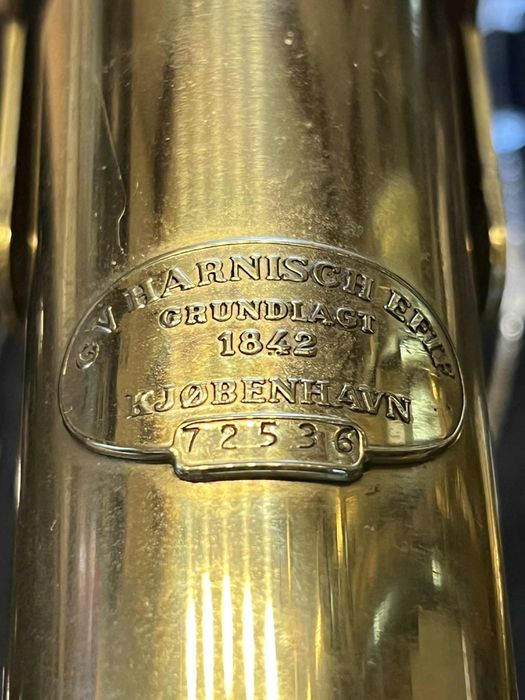 G V HARNISCH EFTF
GRUNDLAGT
1842
KJØBENHAVN
72536